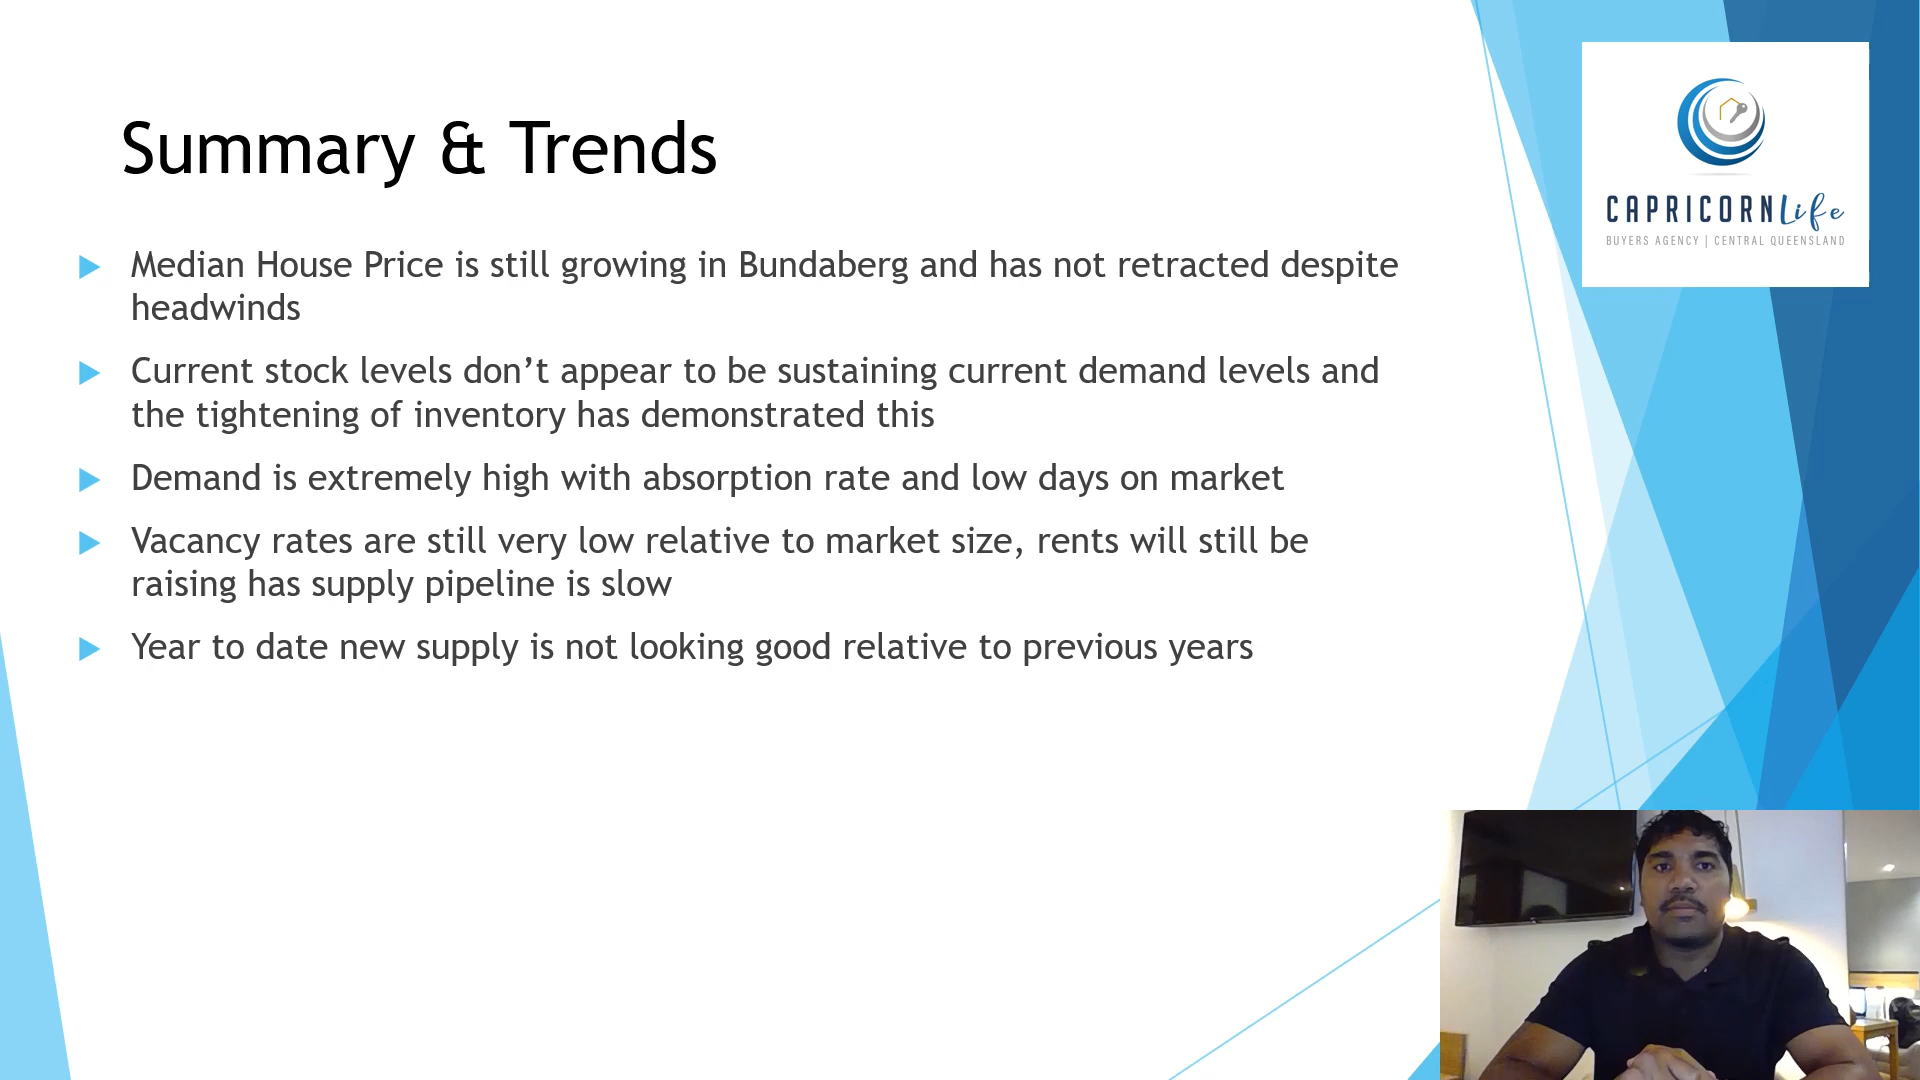 Summary & Trends
Median House Price is still growing in Bundaberg and has not retracted despite
headwinds
Current stock levels don’t appear to be sustaining current demand levels and
the tightening of inventory has demonstrated this
Demand is extremely high with absorption rate and low days on market
Vacancy rates are still very low relative to market size, rents will still be
raising has supply pipeline is slow
Year to date new supply is not looking good relative to previous years
CAPRICORN Life
BUYERS AGENCY | CENTRAL QUEENSLAND